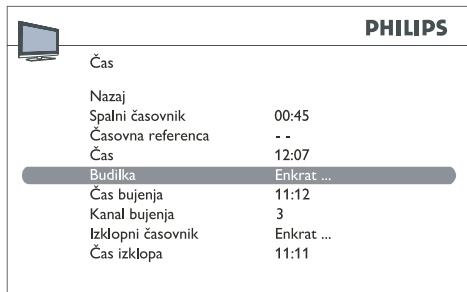 PHILIPS
Čas
Nazaj
Spalni časovnik 00:45
Časovna referenca - -
Čas 12:07
Budilka Enkrat ...
Čas bujenja 11:12
Kanal bujenja 3
Izklopni časovnik Enkrat ...
Čas izklopa 11:11